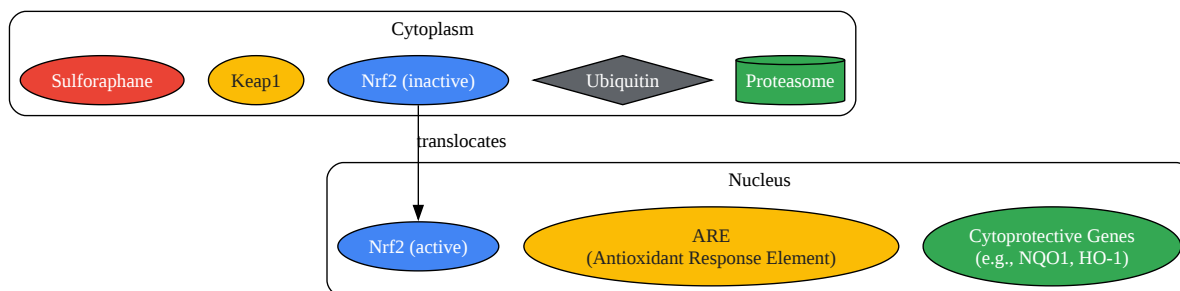 Cytoplasm
Sulforaphane
Keap1
Nrf2 (inactive)
Ubiquitin
Proteasome
translocates
Nucleus
Nrf2 (active)
ARE
(Antioxidant Response Element)
Cytoprotective Genes
(e.g., NQO1, HO-1)